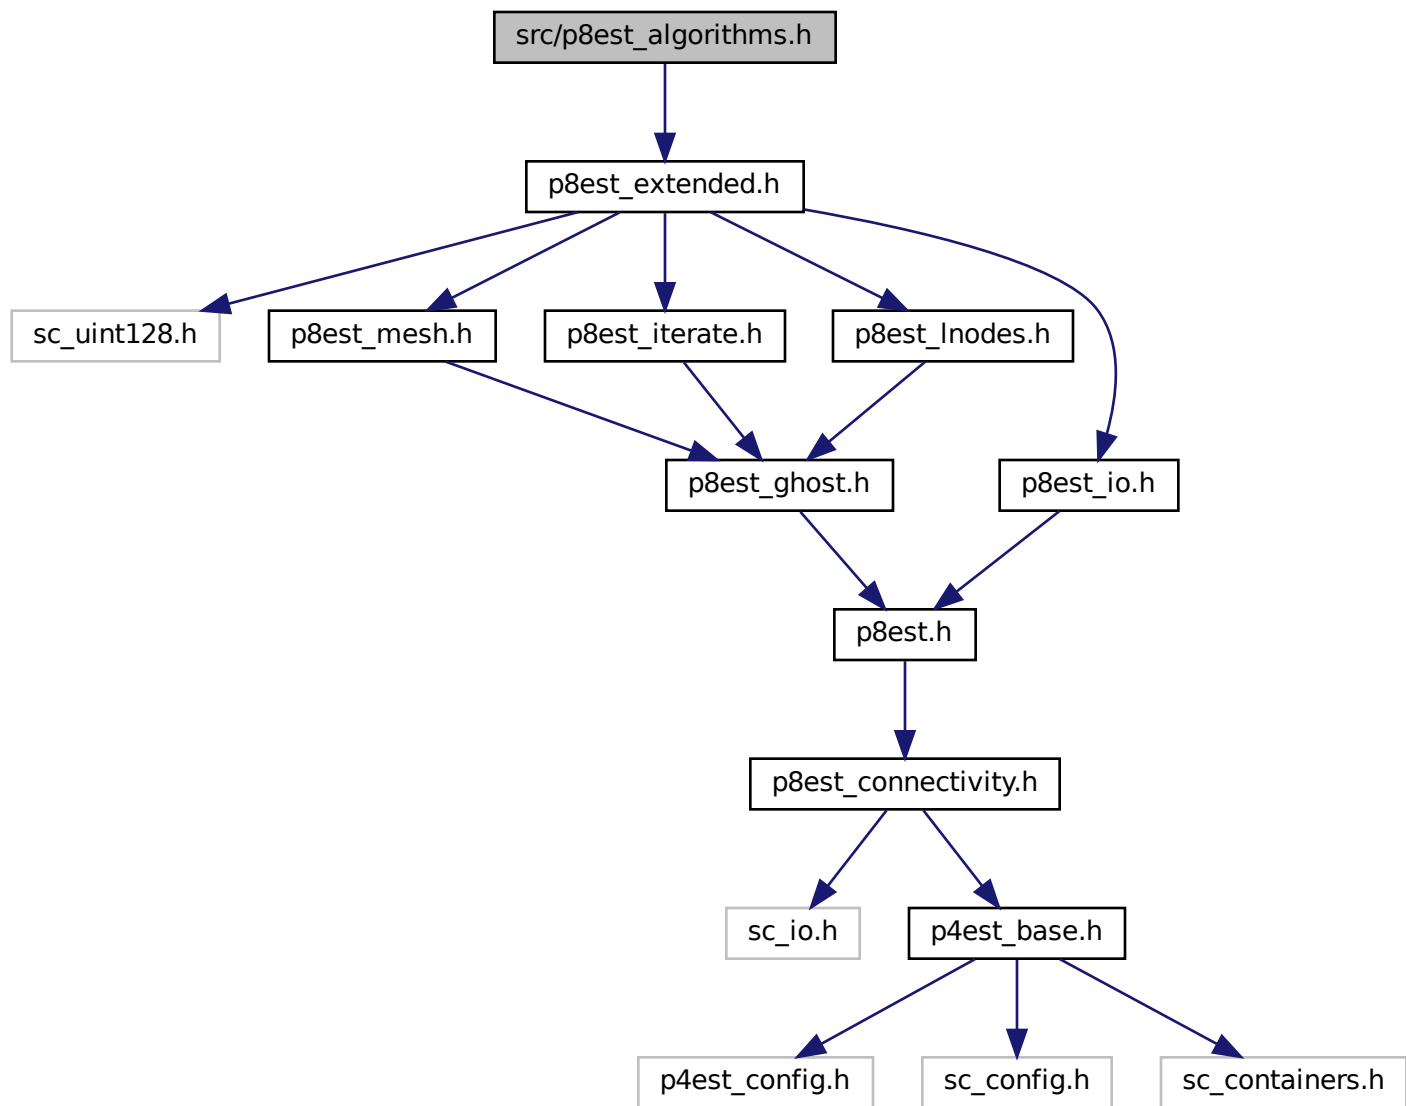 src/p8est_algorithms.h
p8est_extended.h
sc_uint128.h
p8est_mesh.h
p8est_iterate.h
p8est_lnodes.h
p8est_ghost.h
p8est_io.h
p8est.h
p8est_connectivity.h
sc_io.h
p4est_base.h
p4est_config.h
sc_config.h
sc_containers.h